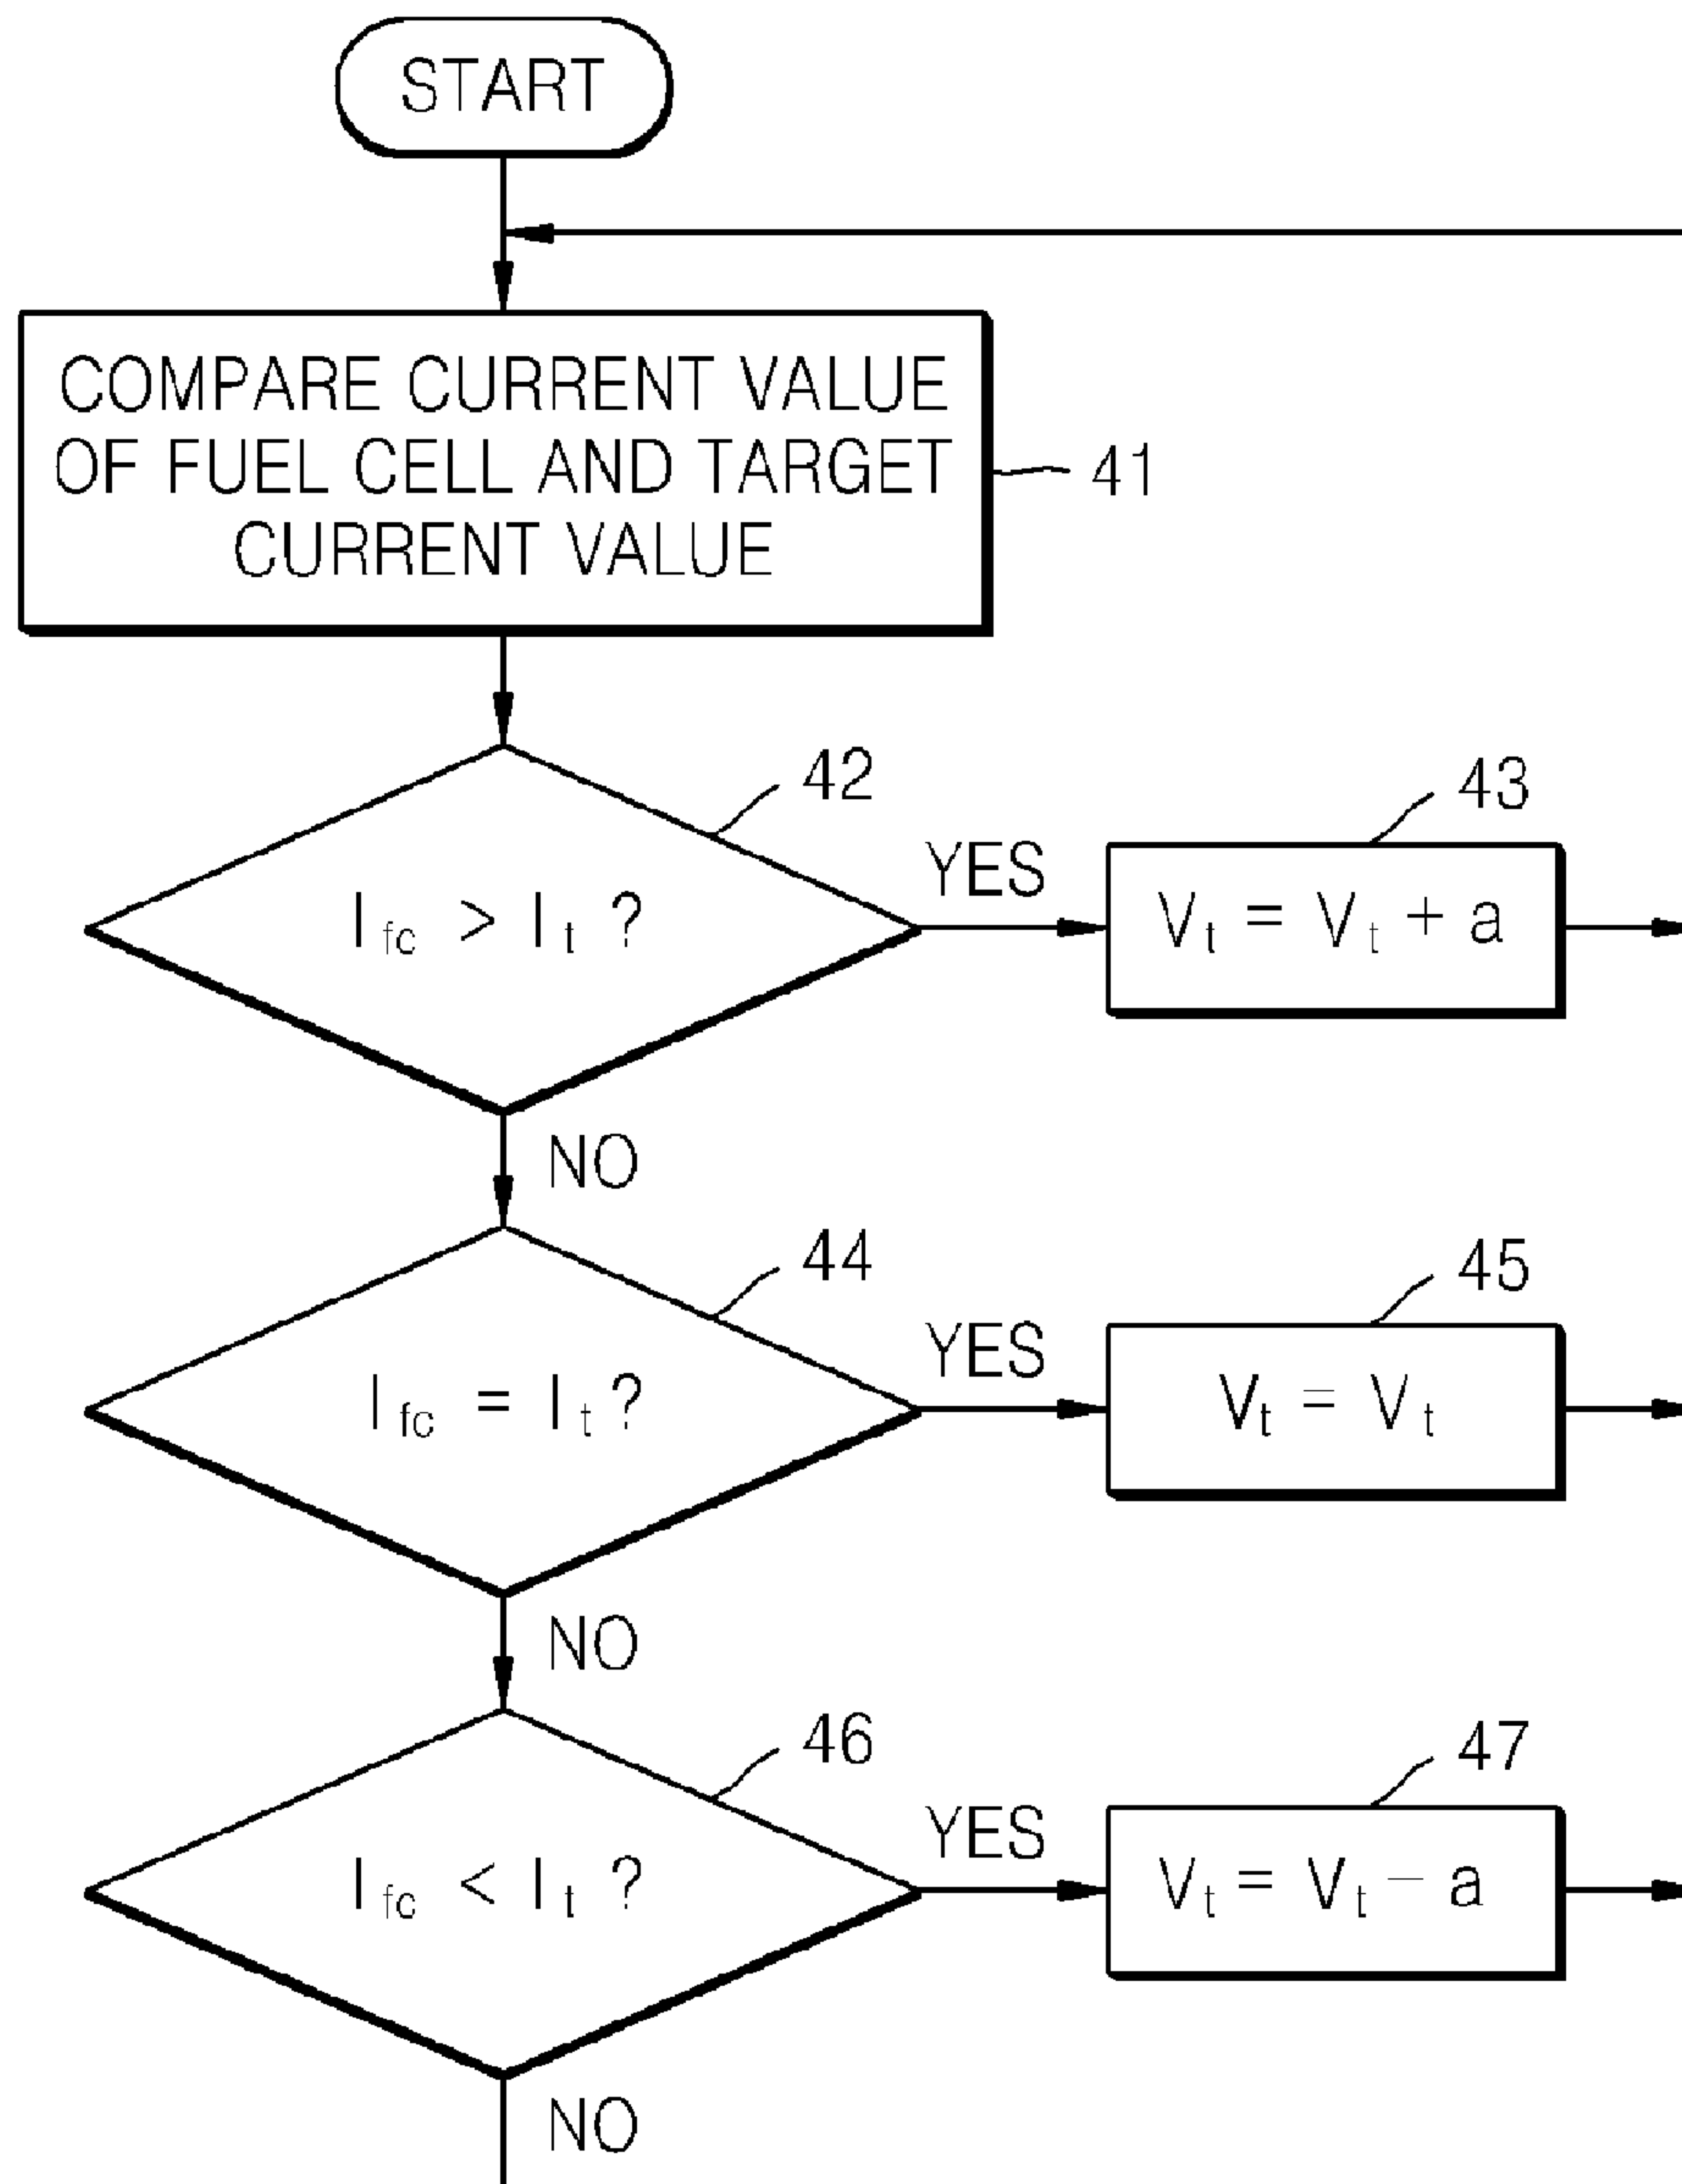 START
COMPARE CURRENT VALUE
OF FUEL CELL AND TARGET
CURRENT VALUE
41
42
I fc > I t ?
YES
43
V t = V t + a
NO
44
I fc = I t ?
YES
45
V t = V t
NO
46
I fc < I t ?
YES
47
V t = V t - a
NO